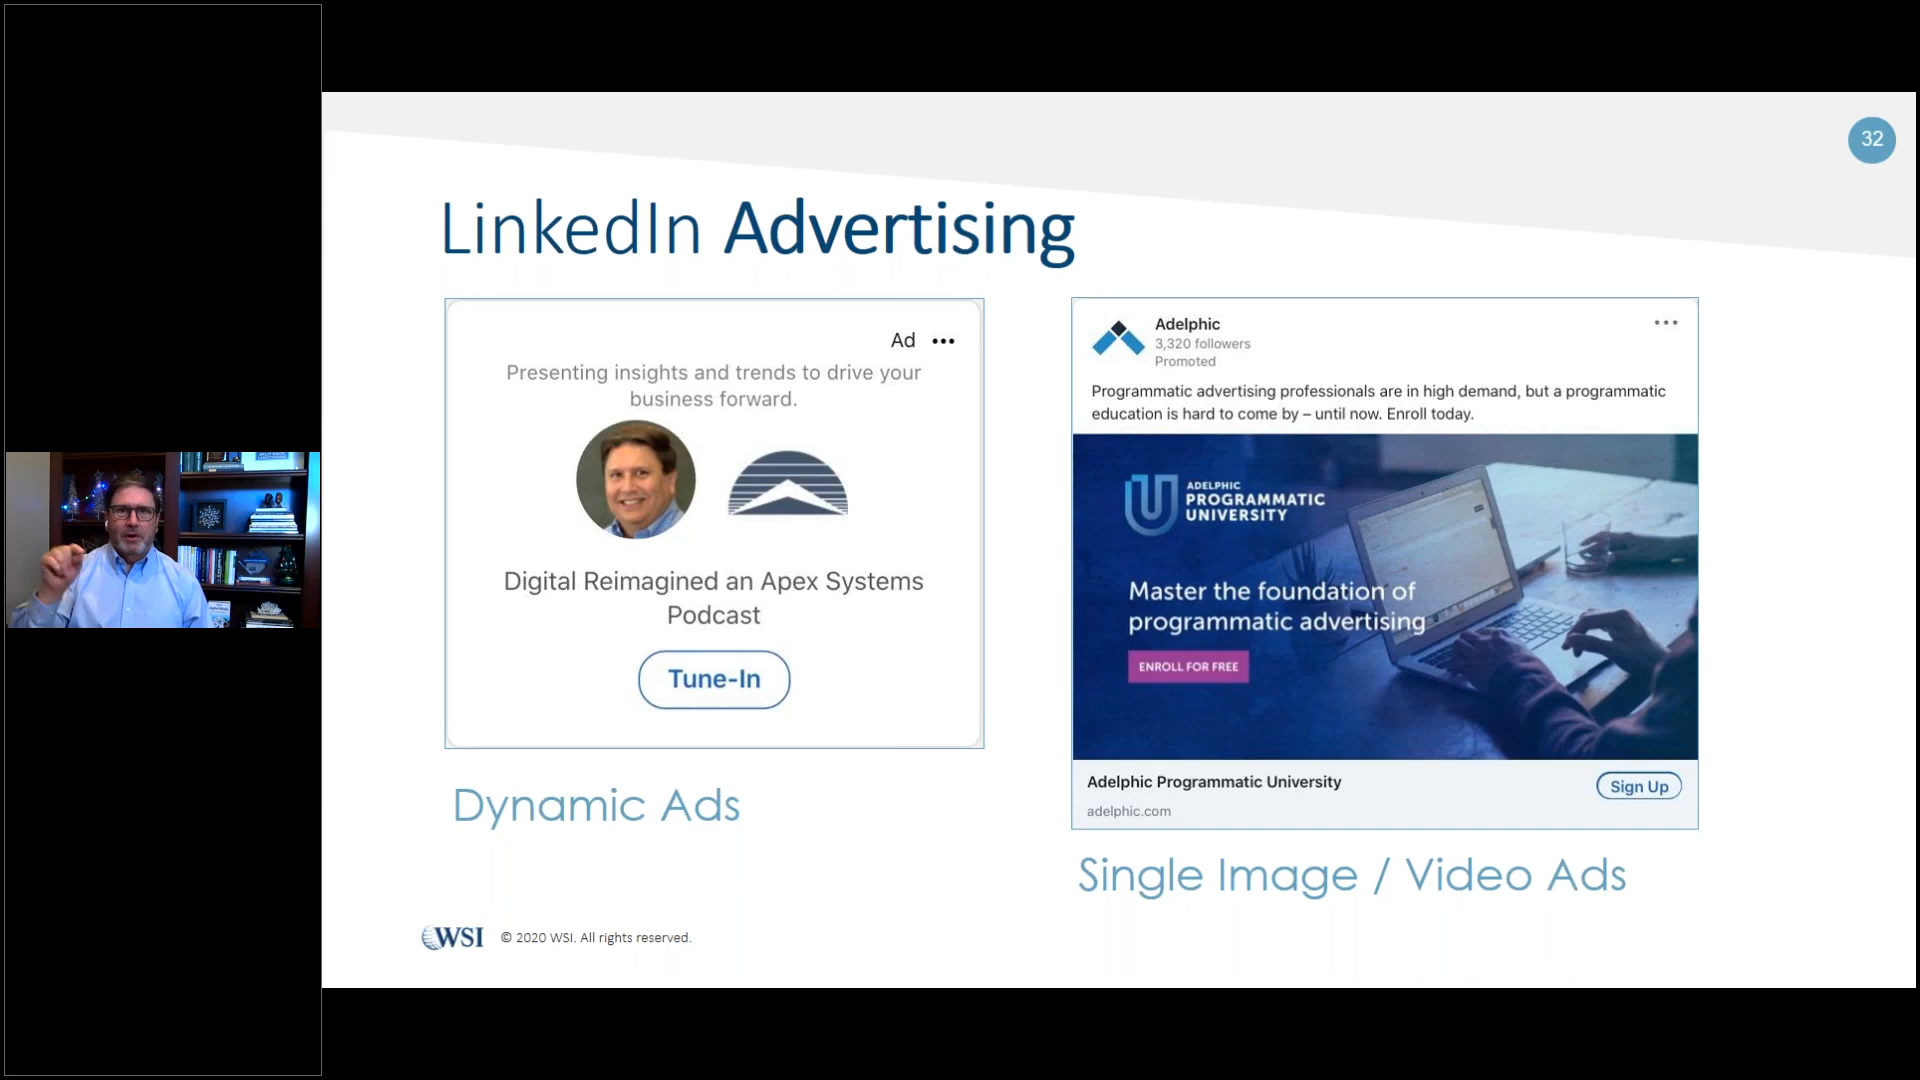 32
LinkedIn Advertising
Ad
Presenting insights and trends to drive your
business forward.
Digital Reimagined an Apex Systems
Podcast
Tune-In
Dynamic Ads
Adelphic
3,320 followers
Promoted
Programmatic advertising professionals are in high demand, but a programmatic
education is hard to come by – until now. Enroll today.
ADELPHIC
PROGRAMMATIC
UNIVERSITY
Master the foundation of
programmatic advertising
ENROLL FOR FREE
Adelphic Programmatic University
Sign Up
adelphic.com
Single Image / Video Ads
WSI © 2020 WSI. All rights reserved.